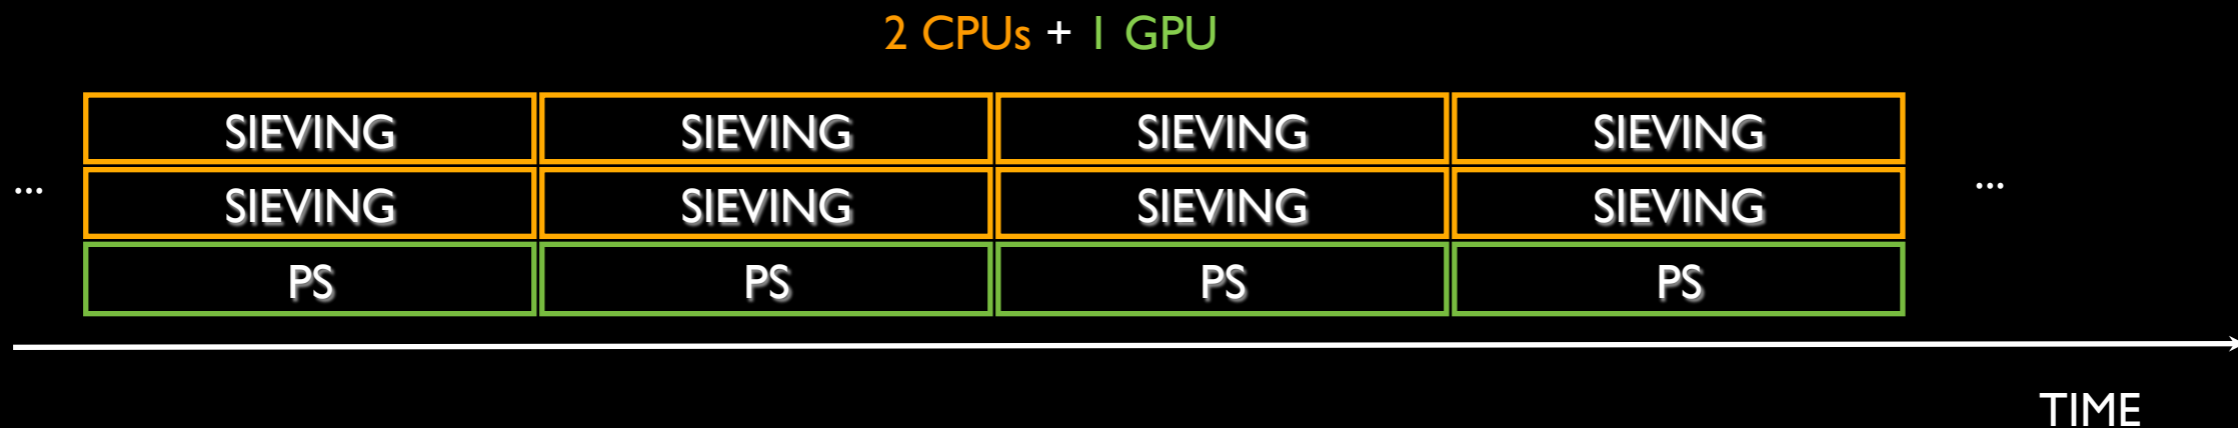 2 CPUs + 1 GPU
SIEVING SIEVING SIEVING SIEVING
... SIEVING SIEVING SIEVING SIEVING ...
PS PS PS PS
TIME